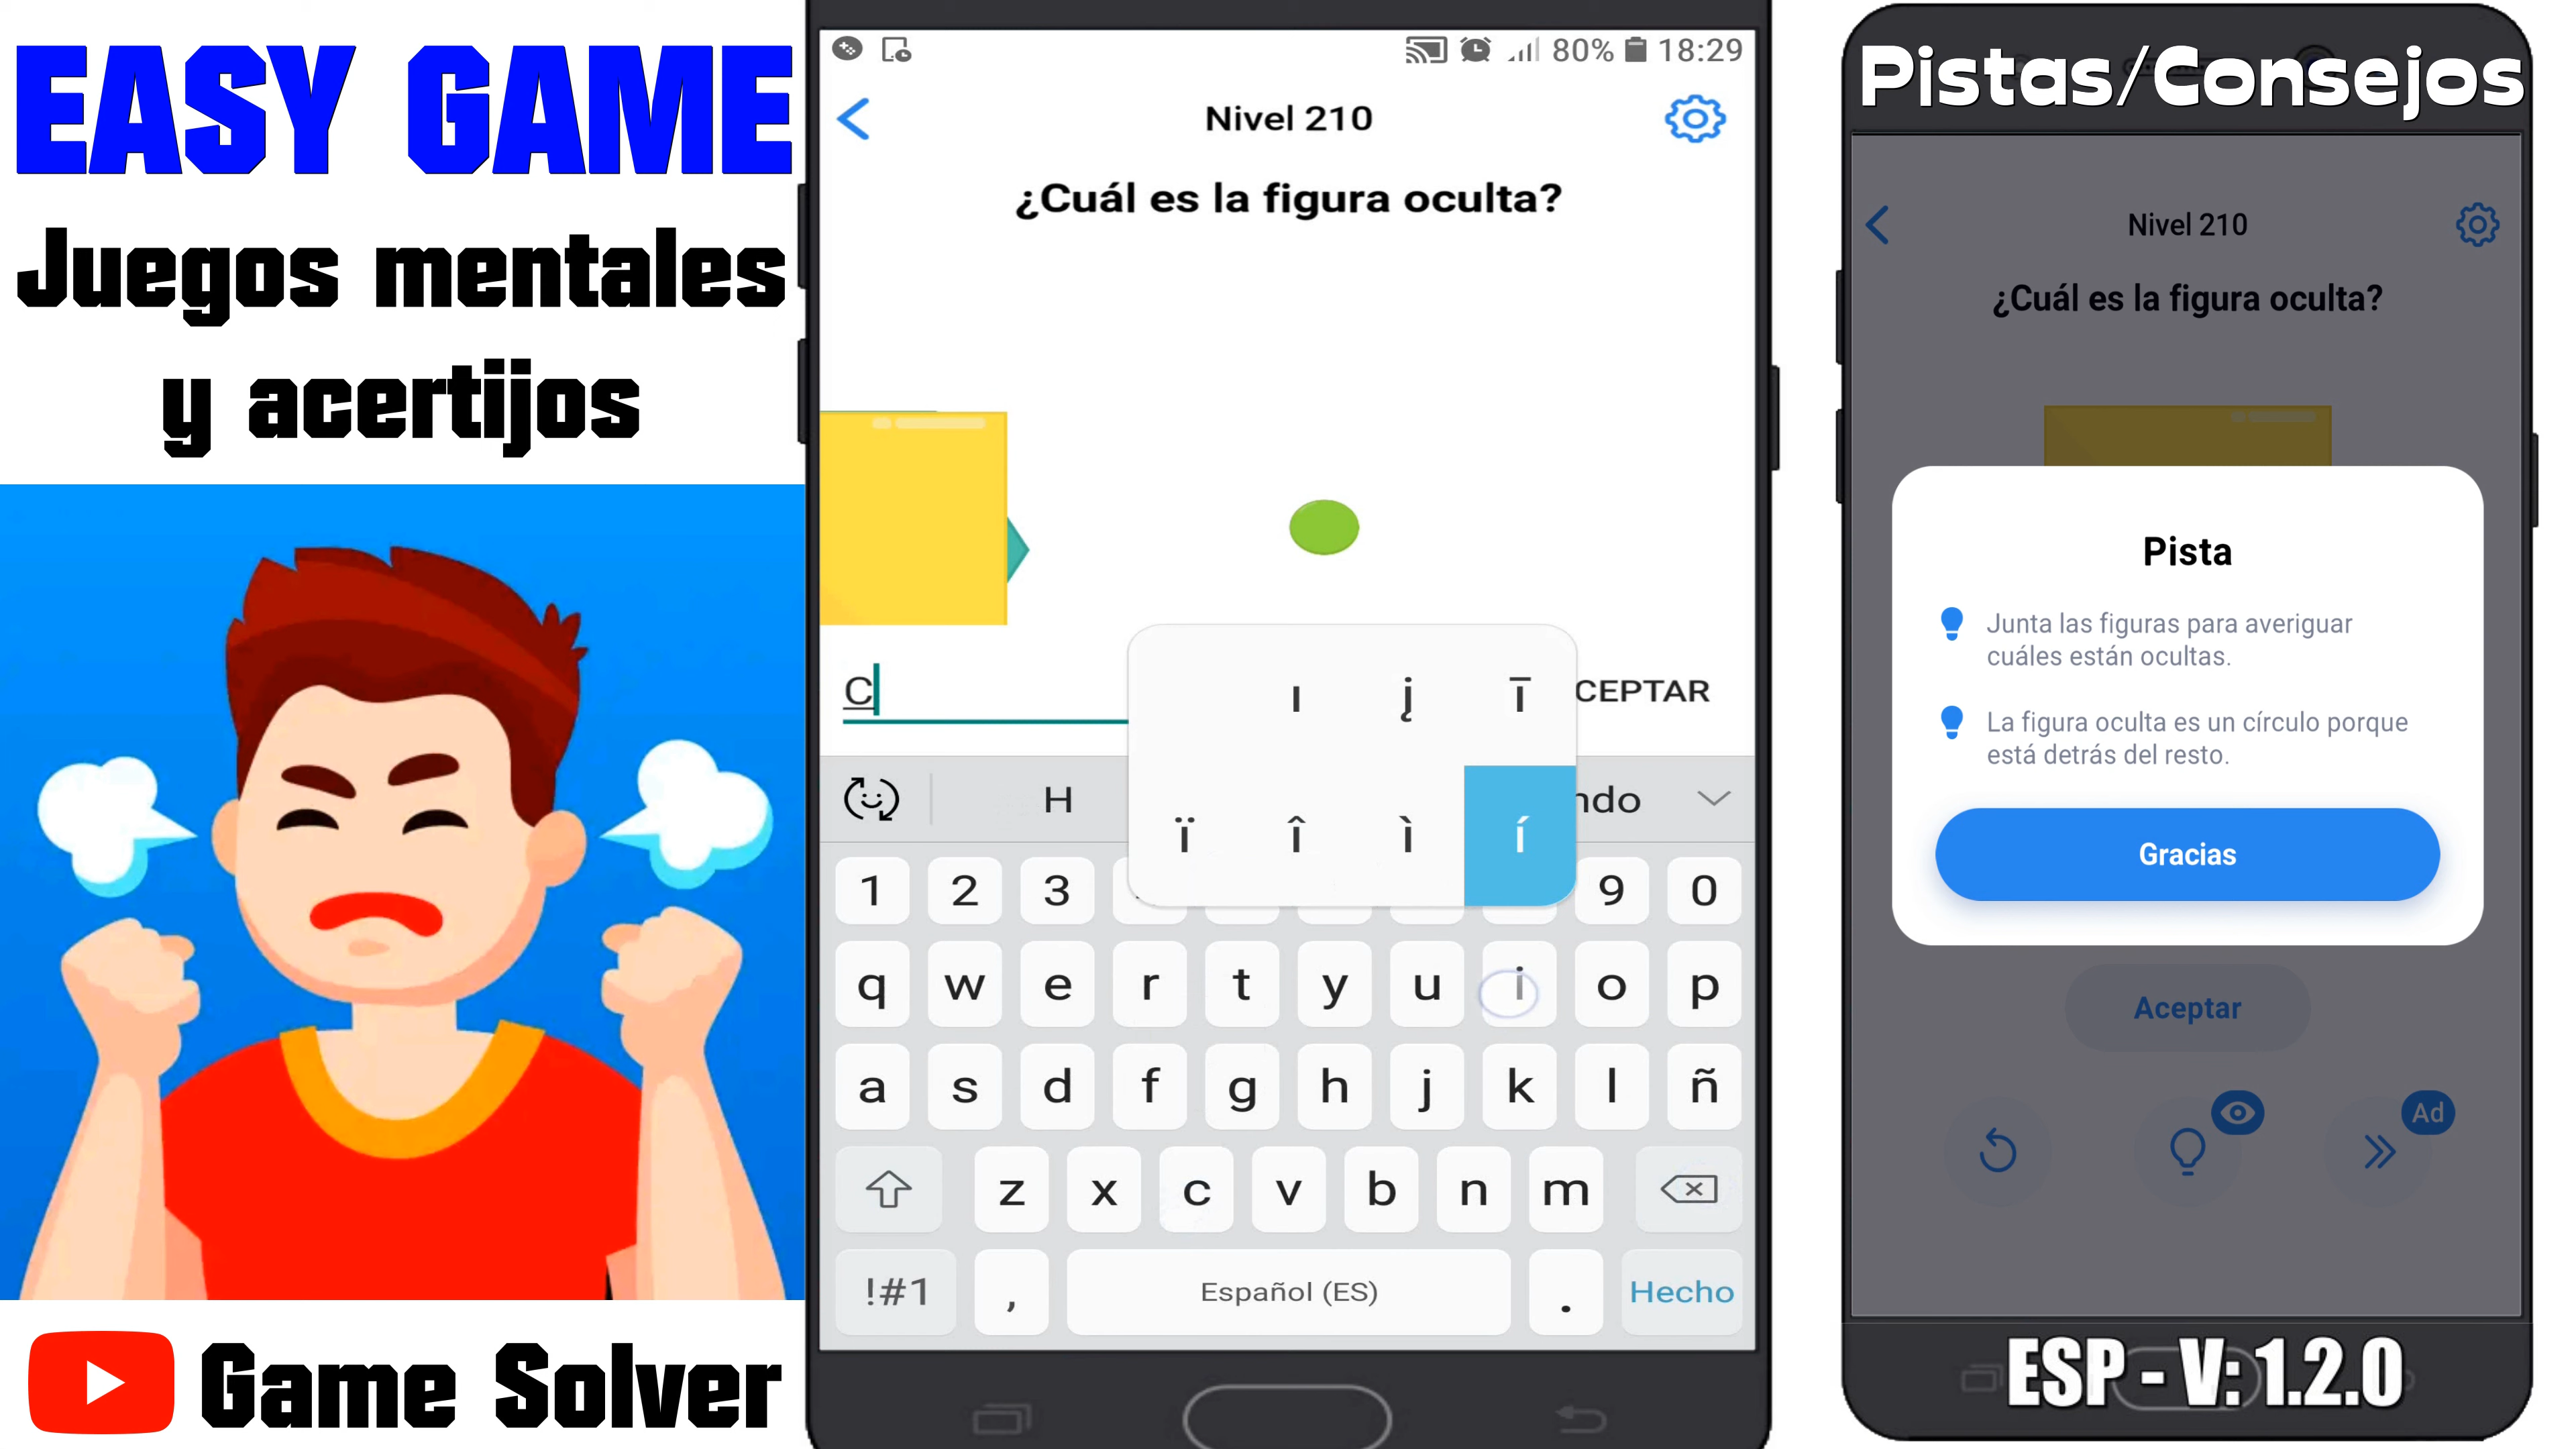 EASY GAME
Juegos mentales
y acertijos
Game Solver
80% 18:29
Nivel 210
¿Cuál es la figura oculta?
C
CEPTAR
ı į ī
ï î ì í
H
ndo
1 2 3 9 0
q w e r t y u i o p
a s d f g h j k l ñ
z x c v b n m
!#1 , Español (ES) . Hecho
Pistas/Consejos
Nivel 210
¿Cuál es la figura oculta?
Pista
Junta las figuras para averiguar
cuáles están ocultas.
La figura oculta es un círculo porque
está detrás del resto.
Gracias
Aceptar
Ad
ESP - V: 1.2.0